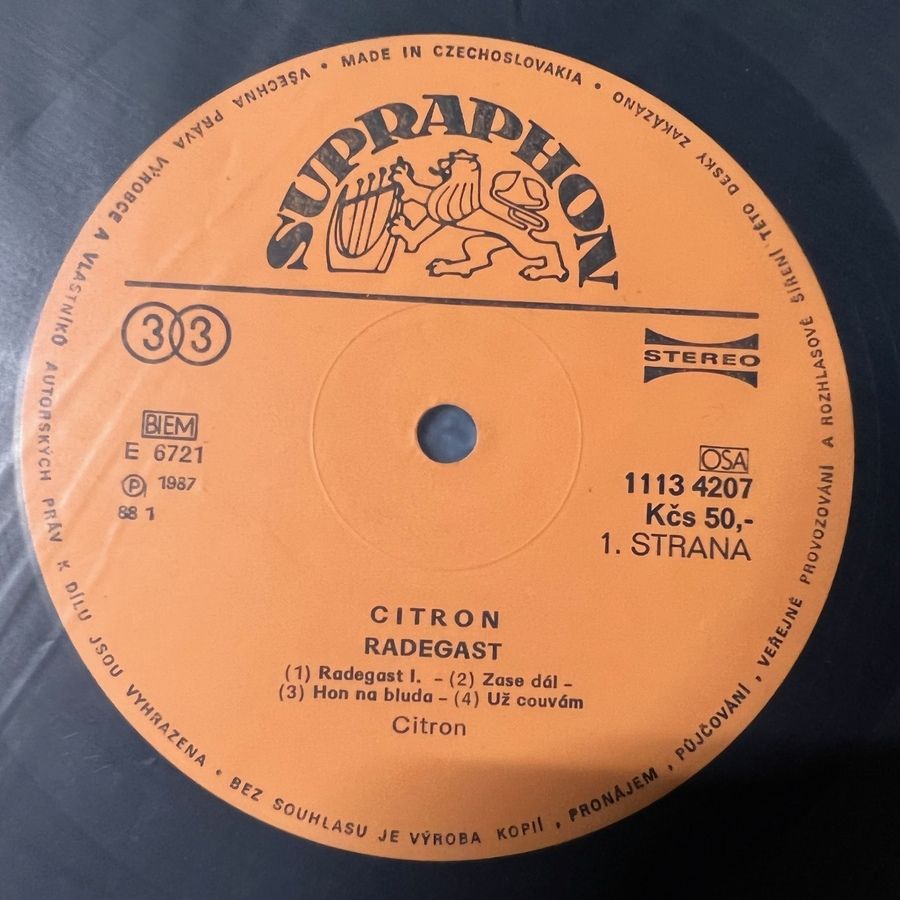 • MADE IN CZECHOSLOVAKIA •
VŠECHNA PRÁVA VÝROBCE A VLASTNÍKŮ AUTORSKÝCH PRÁV K DÍLU JSOU VYHRAZENA • BEZ SOUHLASU JE VÝROBA KOPIÍ , PRONÁJEM , PŮJČOVÁNÍ , VEŘEJNÉ PROVOZOVÁNÍ A ROZHLASOVÉ ŠÍŘENÍ TÉTO DESKY ZAKÁZÁNO
SUPRAPHON
33
STEREO
BIEM
E 6721
Ⓟ 1987
88 1
OSA
1113 4207
Kčs 50,-
1. STRANA
CITRON
RADEGAST
(1) Radegast I. – (2) Zase dál –
(3) Hon na bluda – (4) Už couvám
Citron